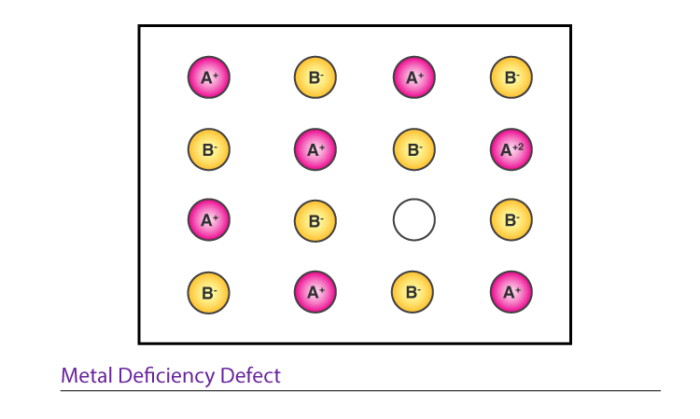 A⁺ B⁻ A⁺ B⁻
B⁻ A⁺ B⁻ A⁺²
A⁺ B⁻ B⁻
B⁻ A⁺ B⁻ A⁺
Metal Deficiency Defect